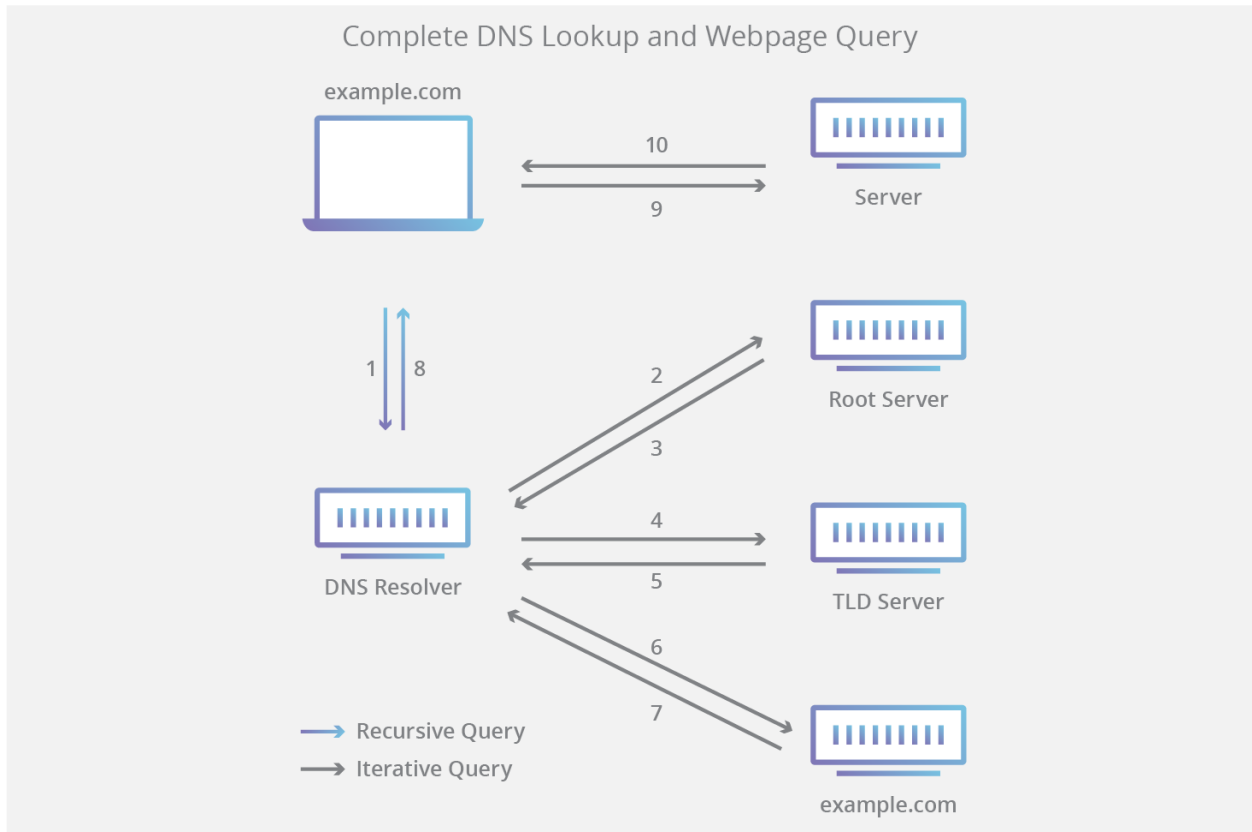 Complete DNS Lookup and Webpage Query
example.com
10
9
Server
1
8
2
3
Root Server
DNS Resolver
4
5
TLD Server
6
7
Recursive Query
Iterative Query
example.com